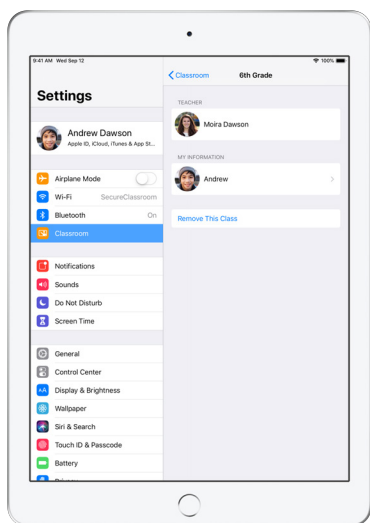 9:41 AM Wed Sep 12
100%
Settings
Andrew Dawson
Apple ID, iCloud, iTunes & App St...
Airplane Mode
Wi-Fi SecureClassroom
Bluetooth On
Classroom
Notifications
Sounds
Do Not Disturb
Screen Time
General
Control Center
AA Display & Brightness
Wallpaper
Siri & Search
Touch ID & Passcode
Battery
Classroom 6th Grade
TEACHER
Moira Dawson
MY INFORMATION
Andrew
Remove This Class